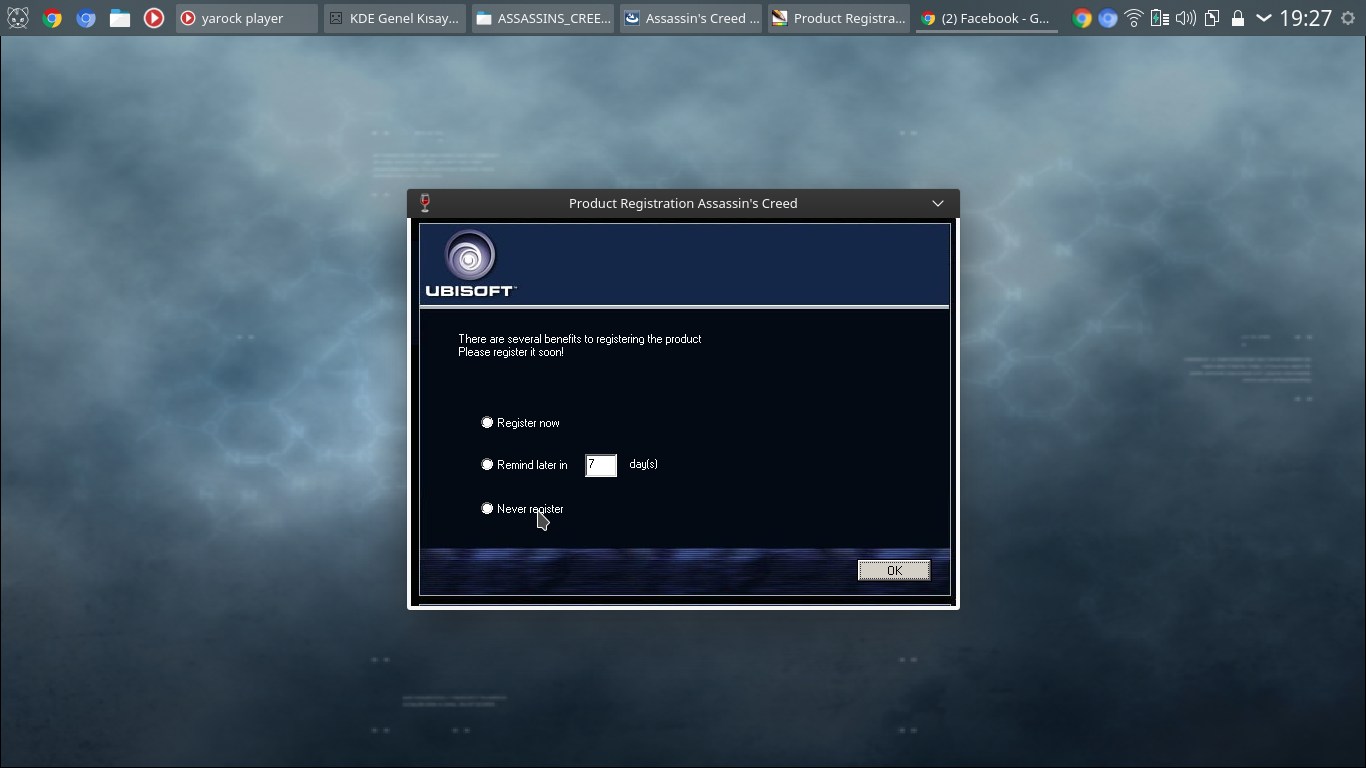 yarock player
KDE Genel Kısay...
ASSASSINS_CREE...
Assassin's Creed ...
Product Registra...
(2) Facebook - G...
19:27
Product Registration Assassin's Creed
UBISOFT
There are several benefits to registering the product
Please register it soon!
Register now
Remind later in 7 day(s)
Never register
OK